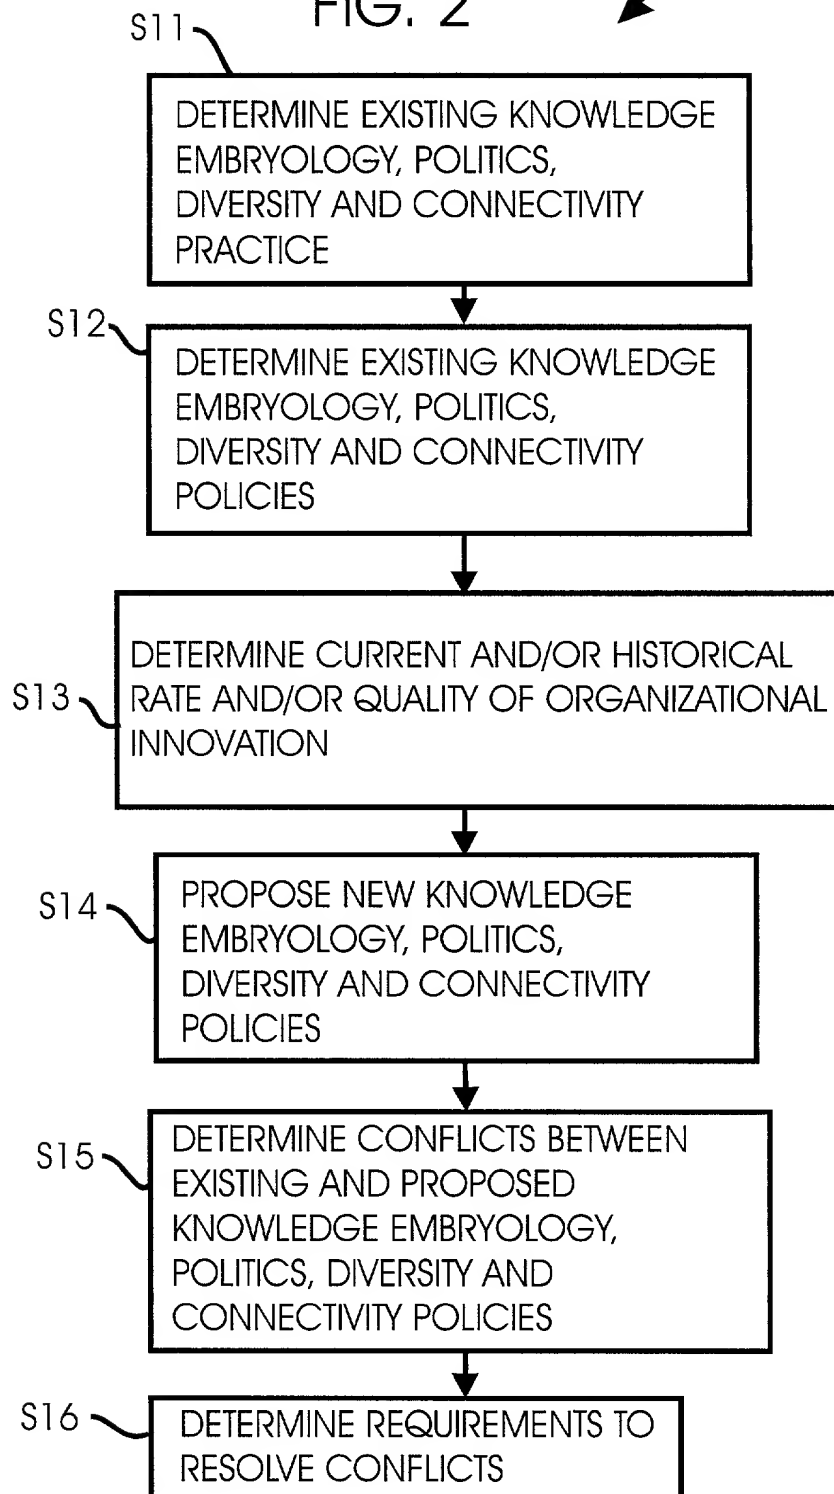 FIG. 2
S11
DETERMINE EXISTING KNOWLEDGE
EMBRYOLOGY, POLITICS,
DIVERSITY AND CONNECTIVITY
PRACTICE
S12
DETERMINE EXISTING KNOWLEDGE
EMBRYOLOGY, POLITICS,
DIVERSITY AND CONNECTIVITY
POLICIES
S13
DETERMINE CURRENT AND/OR HISTORICAL
RATE AND/OR QUALITY OF ORGANIZATIONAL
INNOVATION
S14
PROPOSE NEW KNOWLEDGE
EMBRYOLOGY, POLITICS,
DIVERSITY AND CONNECTIVITY
POLICIES
S15
DETERMINE CONFLICTS BETWEEN
EXISTING AND PROPOSED
KNOWLEDGE EMBRYOLOGY,
POLITICS, DIVERSITY AND
CONNECTIVITY POLICIES
S16
DETERMINE REQUIREMENTS TO
RESOLVE CONFLICTS